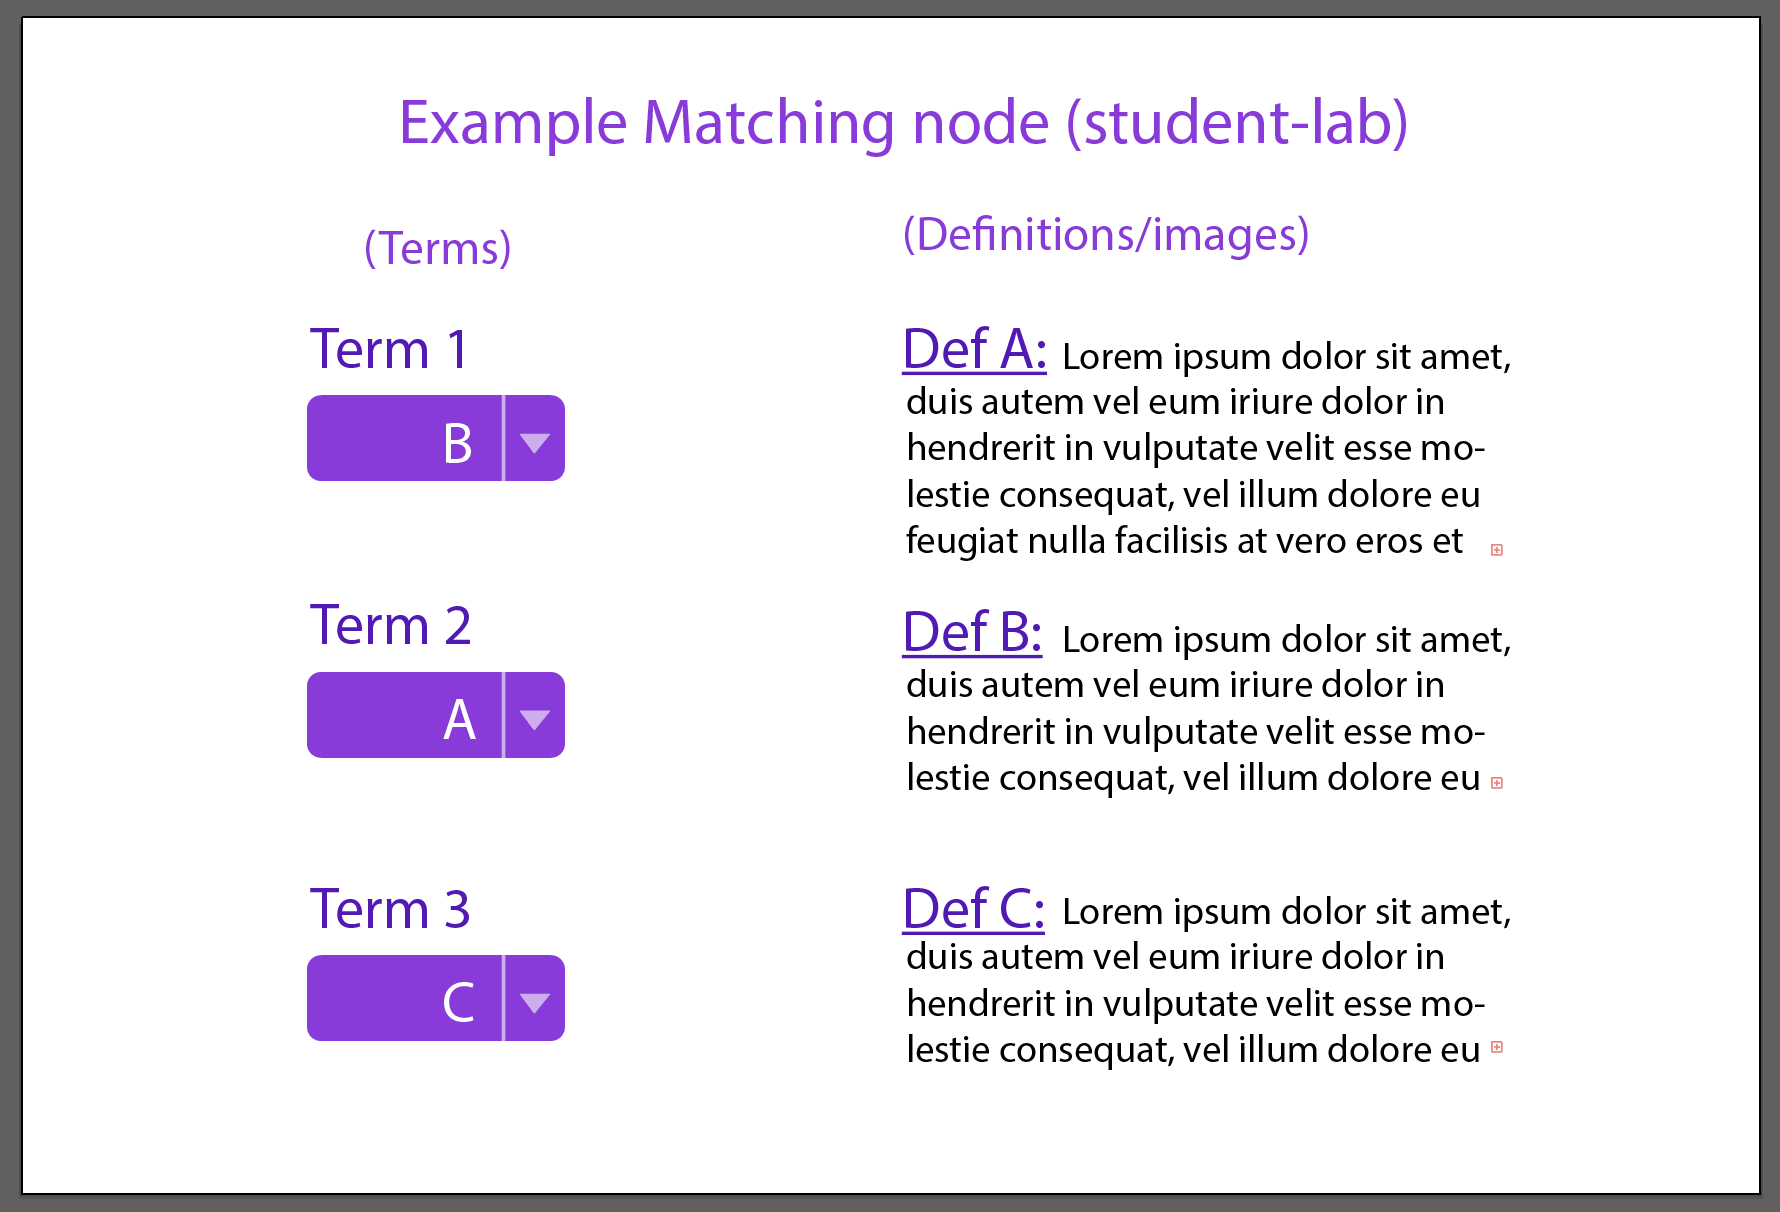 Example Matching node (student-lab)
(Terms)
Term 1
B
Term 2
A
Term 3
C
(Definitions/images)
Def A: Lorem ipsum dolor sit amet,
duis autem vel eum iriure dolor in
hendrerit in vulputate velit esse mo-
lestie consequat, vel illum dolore eu
feugiat nulla facilisis at vero eros et
Def B: Lorem ipsum dolor sit amet,
duis autem vel eum iriure dolor in
hendrerit in vulputate velit esse mo-
lestie consequat, vel illum dolore eu
Def C: Lorem ipsum dolor sit amet,
duis autem vel eum iriure dolor in
hendrerit in vulputate velit esse mo-
lestie consequat, vel illum dolore eu